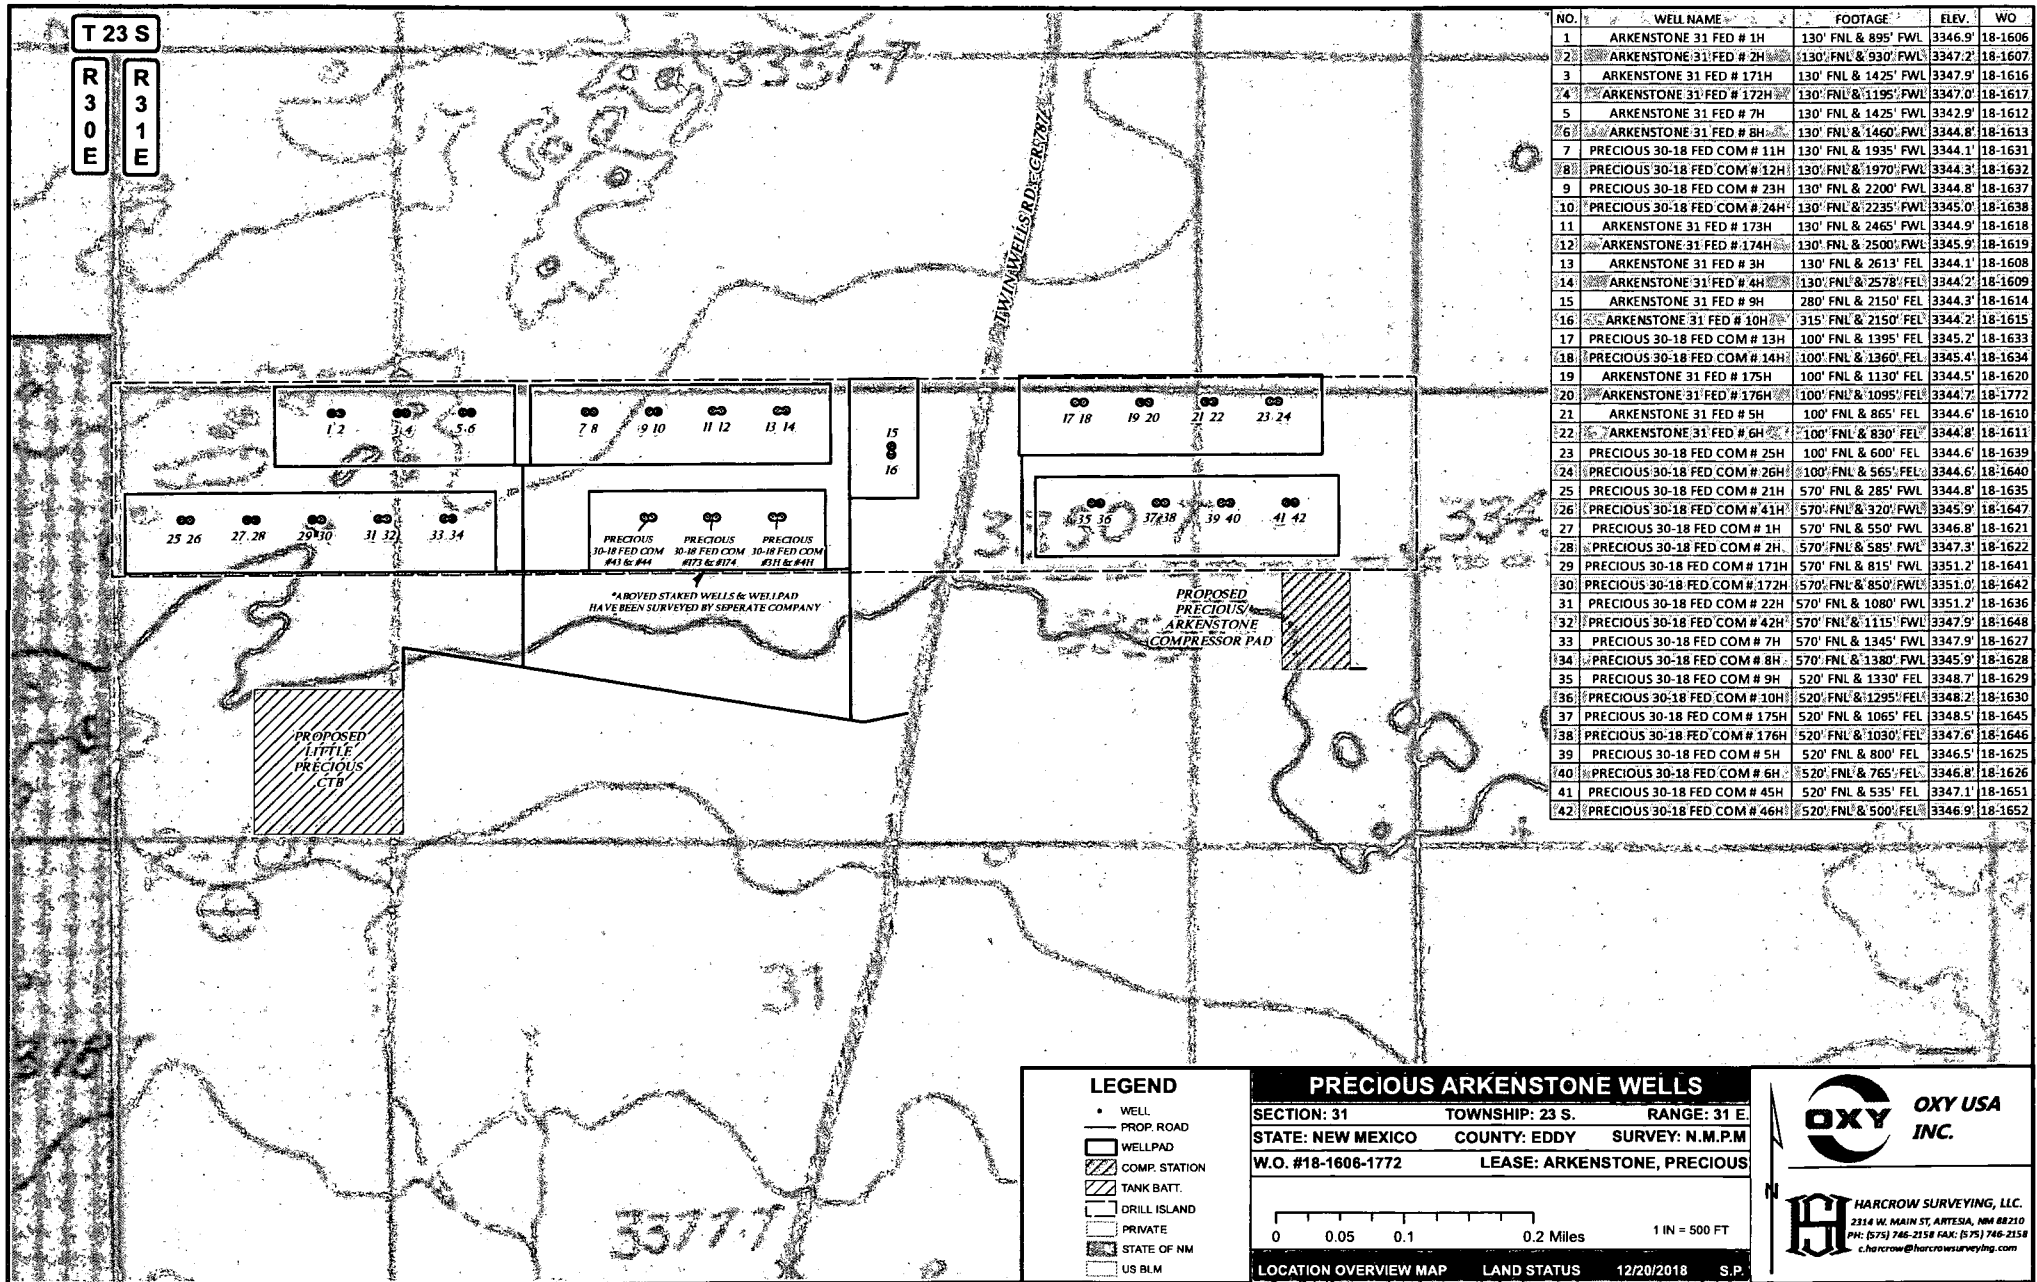 T 23 S
R30E
R31E
3351.7
TWIN WELLS RD. - CR 787
NO. WELL NAME FOOTAGE ELEV. WO
1 ARKENSTONE 31 FED # 1H 130' FNL & 895' FWL 3346.9' 18-1606
2 ARKENSTONE 31 FED # 2H 130' FNL & 930' FWL 3347.2' 18-1607
3 ARKENSTONE 31 FED # 171H 130' FNL & 1425' FWL 3347.9' 18-1616
4 ARKENSTONE 31 FED # 172H 130' FNL & 1195' FWL 3347.0' 18-1617
5 ARKENSTONE 31 FED # 7H 130' FNL & 1425' FWL 3342.9' 18-1612
6 ARKENSTONE 31 FED # 8H 130' FNL & 1460' FWL 3344.8' 18-1613
7 PRECIOUS 30-18 FED COM # 11H 130' FNL & 1935' FWL 3344.1' 18-1631
8 PRECIOUS 30-18 FED COM # 12H 130' FNL & 1970' FWL 3344.3' 18-1632
9 PRECIOUS 30-18 FED COM # 23H 130' FNL & 2200' FWL 3344.8' 18-1637
10 PRECIOUS 30-18 FED COM # 24H 130' FNL & 2235' FWL 3345.0' 18-1638
11 ARKENSTONE 31 FED # 173H 130' FNL & 2465' FWL 3344.9' 18-1618
12 ARKENSTONE 31 FED # 174H 130' FNL & 2500' FWL 3345.9' 18-1619
13 ARKENSTONE 31 FED # 3H 130' FNL & 2613' FEL 3344.1' 18-1608
14 ARKENSTONE 31 FED # 4H 130' FNL & 2578' FEL 3344.2' 18-1609
15 ARKENSTONE 31 FED # 9H 280' FNL & 2150' FEL 3344.3' 18-1614
16 ARKENSTONE 31 FED # 10H 315' FNL & 2150' FEL 3344.2' 18-1615
17 PRECIOUS 30-18 FED COM # 13H 100' FNL & 1395' FEL 3345.2' 18-1633
18 PRECIOUS 30-18 FED COM # 14H 100' FNL & 1360' FEL 3345.4' 18-1634
19 ARKENSTONE 31 FED # 175H 100' FNL & 1130' FEL 3344.5' 18-1620
20 ARKENSTONE 31 FED # 176H 100' FNL & 1095' FEL 3344.7' 18-1772
21 ARKENSTONE 31 FED # 5H 100' FNL & 865' FEL 3344.6' 18-1610
22 ARKENSTONE 31 FED # 6H 100' FNL & 830' FEL 3344.8' 18-1611
23 PRECIOUS 30-18 FED COM # 25H 100' FNL & 600' FEL 3344.6' 18-1639
24 PRECIOUS 30-18 FED COM # 26H 100' FNL & 565' FEL 3344.6' 18-1640
25 PRECIOUS 30-18 FED COM # 21H 570' FNL & 285' FWL 3344.8' 18-1635
26 PRECIOUS 30-18 FED COM # 41H 570' FNL & 320' FWL 3345.9' 18-1647
27 PRECIOUS 30-18 FED COM # 1H 570' FNL & 550' FWL 3346.8' 18-1621
28 PRECIOUS 30-18 FED COM # 2H 570' FNL & 585' FWL 3347.3' 18-1622
29 PRECIOUS 30-18 FED COM # 171H 570' FNL & 815' FWL 3351.2' 18-1641
30 PRECIOUS 30-18 FED COM # 172H 570' FNL & 850' FWL 3351.0' 18-1642
31 PRECIOUS 30-18 FED COM # 22H 570' FNL & 1080' FWL 3351.2' 18-1636
32 PRECIOUS 30-18 FED COM # 42H 570' FNL & 1115' FWL 3347.9' 18-1648
33 PRECIOUS 30-18 FED COM # 7H 570' FNL & 1345' FWL 3347.9' 18-1627
34 PRECIOUS 30-18 FED COM # 8H 570' FNL & 1380' FWL 3345.9' 18-1628
35 PRECIOUS 30-18 FED COM # 9H 520' FNL & 1330' FEL 3348.7' 18-1629
36 PRECIOUS 30-18 FED COM # 10H 520' FNL & 1295' FEL 3348.2' 18-1630
37 PRECIOUS 30-18 FED COM # 175H 520' FNL & 1065' FEL 3348.5' 18-1645
38 PRECIOUS 30-18 FED COM # 176H 520' FNL & 1030' FEL 3347.6' 18-1646
39 PRECIOUS 30-18 FED COM # 5H 520' FNL & 800' FEL 3346.5' 18-1625
40 PRECIOUS 30-18 FED COM # 6H 520' FNL & 765' FEL 3346.8' 18-1626
41 PRECIOUS 30-18 FED COM # 45H 520' FNL & 535' FEL 3347.1' 18-1651
42 PRECIOUS 30-18 FED COM # 46H 520' FNL & 500' FEL 3346.9' 18-1652
1 2 3 4 5 6 7 8 9 10 11 12 13 14
15
16
17 18 19 20 21 22 23 24
25 26 27 28 29 30 31 32 33 34
35 36 37 38 39 40 41 42
334
PRECIOUS
30-18 FED COM
#43 & #44
PRECIOUS
30-18 FED COM
#173 & #174
PRECIOUS
30-18 FED COM
#3H & #4H
*ABOVED STAKED WELLS & WELLPAD
HAVE BEEN SURVEYED BY SEPERATE COMPANY
PROPOSED
PRECIOUS/
ARKENSTONE
COMPRESSOR PAD
PROPOSED
LITTLE
PRECIOUS
CTB
31
3377.7
LEGEND
WELL
PROP. ROAD
WELLPAD
COMP. STATION
TANK BATT.
DRILL ISLAND
PRIVATE
STATE OF NM
US BLM
PRECIOUS ARKENSTONE WELLS
SECTION: 31 TOWNSHIP: 23 S. RANGE: 31 E.
STATE: NEW MEXICO COUNTY: EDDY SURVEY: N.M.P.M
W.O. #18-1606-1772 LEASE: ARKENSTONE, PRECIOUS
0 0.05 0.1 0.2 Miles 1 IN = 500 FT
LOCATION OVERVIEW MAP LAND STATUS 12/20/2018 S.P.
N
OXY
OXY USA
INC.
HARCROW SURVEYING, LLC.
2314 W. MAIN ST, ARTESIA, NM 88210
PH: (575) 746-2158 FAX: (575) 746-2158
c.harcrow@harcrowsurveying.com